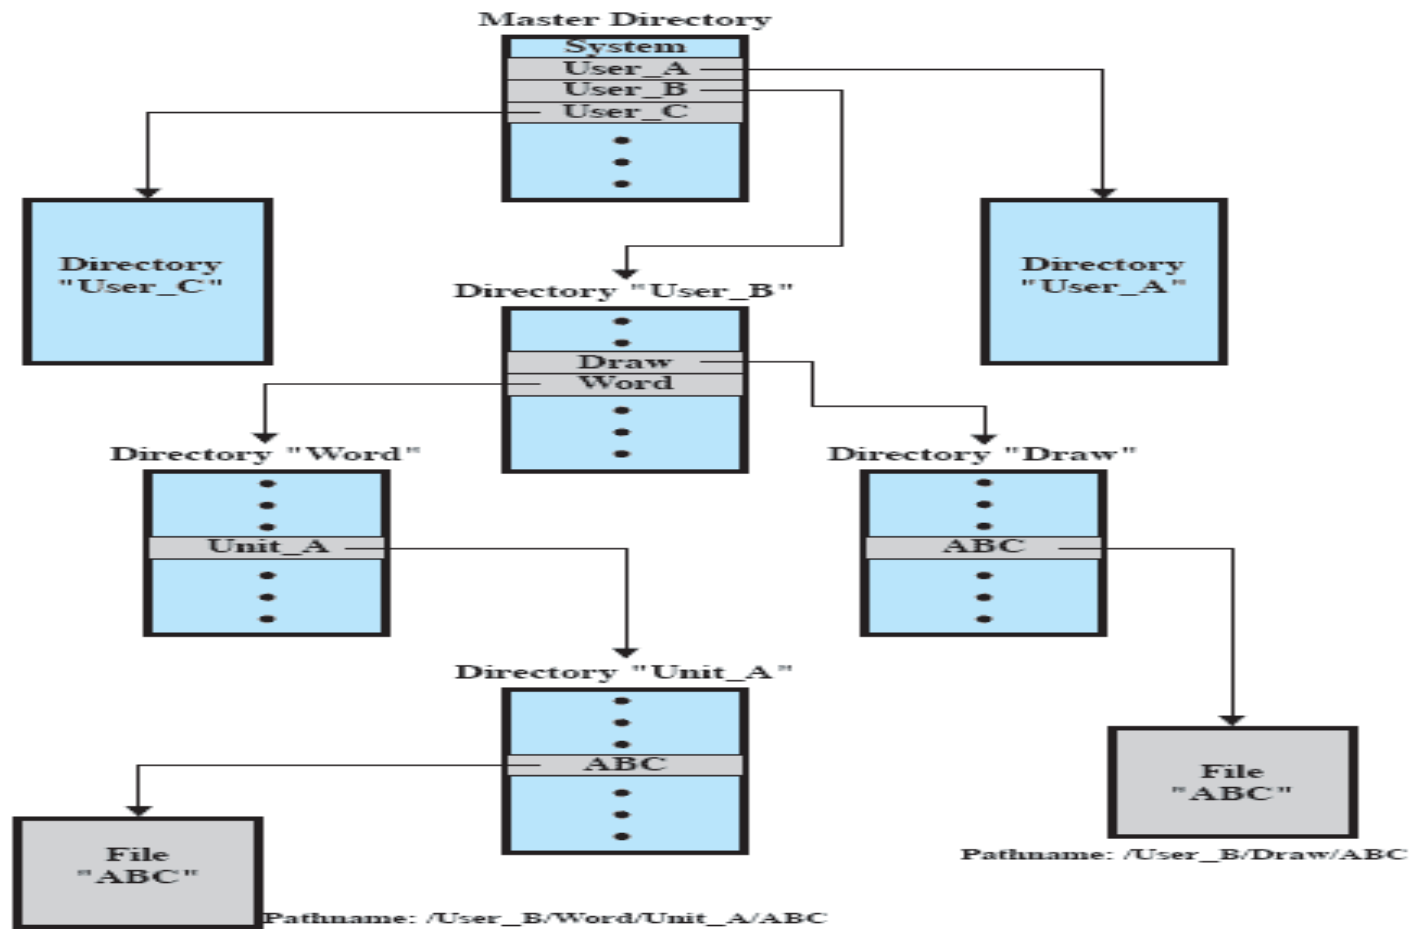 Master Directory
System
User_A
User_B
User_C
Directory
"User_C"
Directory
"User_A"
Directory "User_B"
Draw
Word
Directory "Word"
Directory "Draw"
Unit_A
ABC
Directory "Unit_A"
ABC
File
"ABC"
Pathname: /User_B/Draw/ABC
File
"ABC"
Pathname: /User_B/Word/Unit_A/ABC